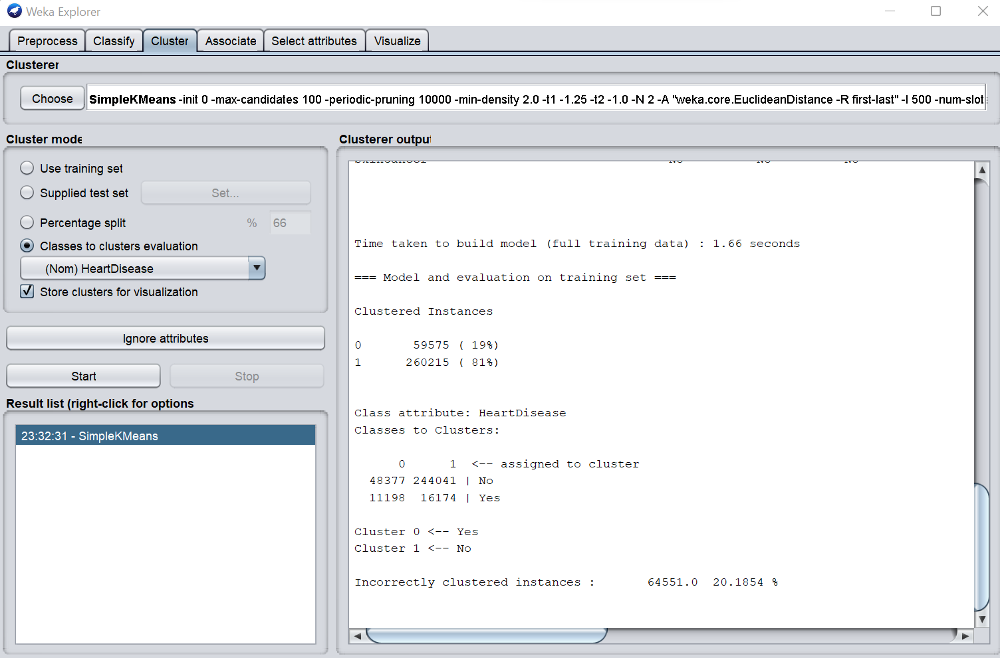 Weka Explorer
Preprocess Classify Cluster Associate Select attributes Visualize
Clusterer
Choose SimpleKMeans -init 0 -max-candidates 100 -periodic-pruning 10000 -min-density 2.0 -t1 -1.25 -t2 -1.0 -N 2 -A "weka.core.EuclideanDistance -R first-last" -I 500 -num-slots
Cluster mode
Use training set
Supplied test set Set...
Percentage split % 66
Classes to clusters evaluation
(Nom) HeartDisease
Store clusters for visualization
Ignore attributes
Start Stop
Result list (right-click for options
23:32:31 - SimpleKMeans
Clusterer output
Time taken to build model (full training data) : 1.66 seconds
=== Model and evaluation on training set ===
Clustered Instances
0 59575 ( 19%)
1 260215 ( 81%)
Class attribute: HeartDisease
Classes to Clusters:
0 1 <-- assigned to cluster
48377 244041 | No
11198 16174 | Yes
Cluster 0 <-- Yes
Cluster 1 <-- No
Incorrectly clustered instances : 64551.0 20.1854 %